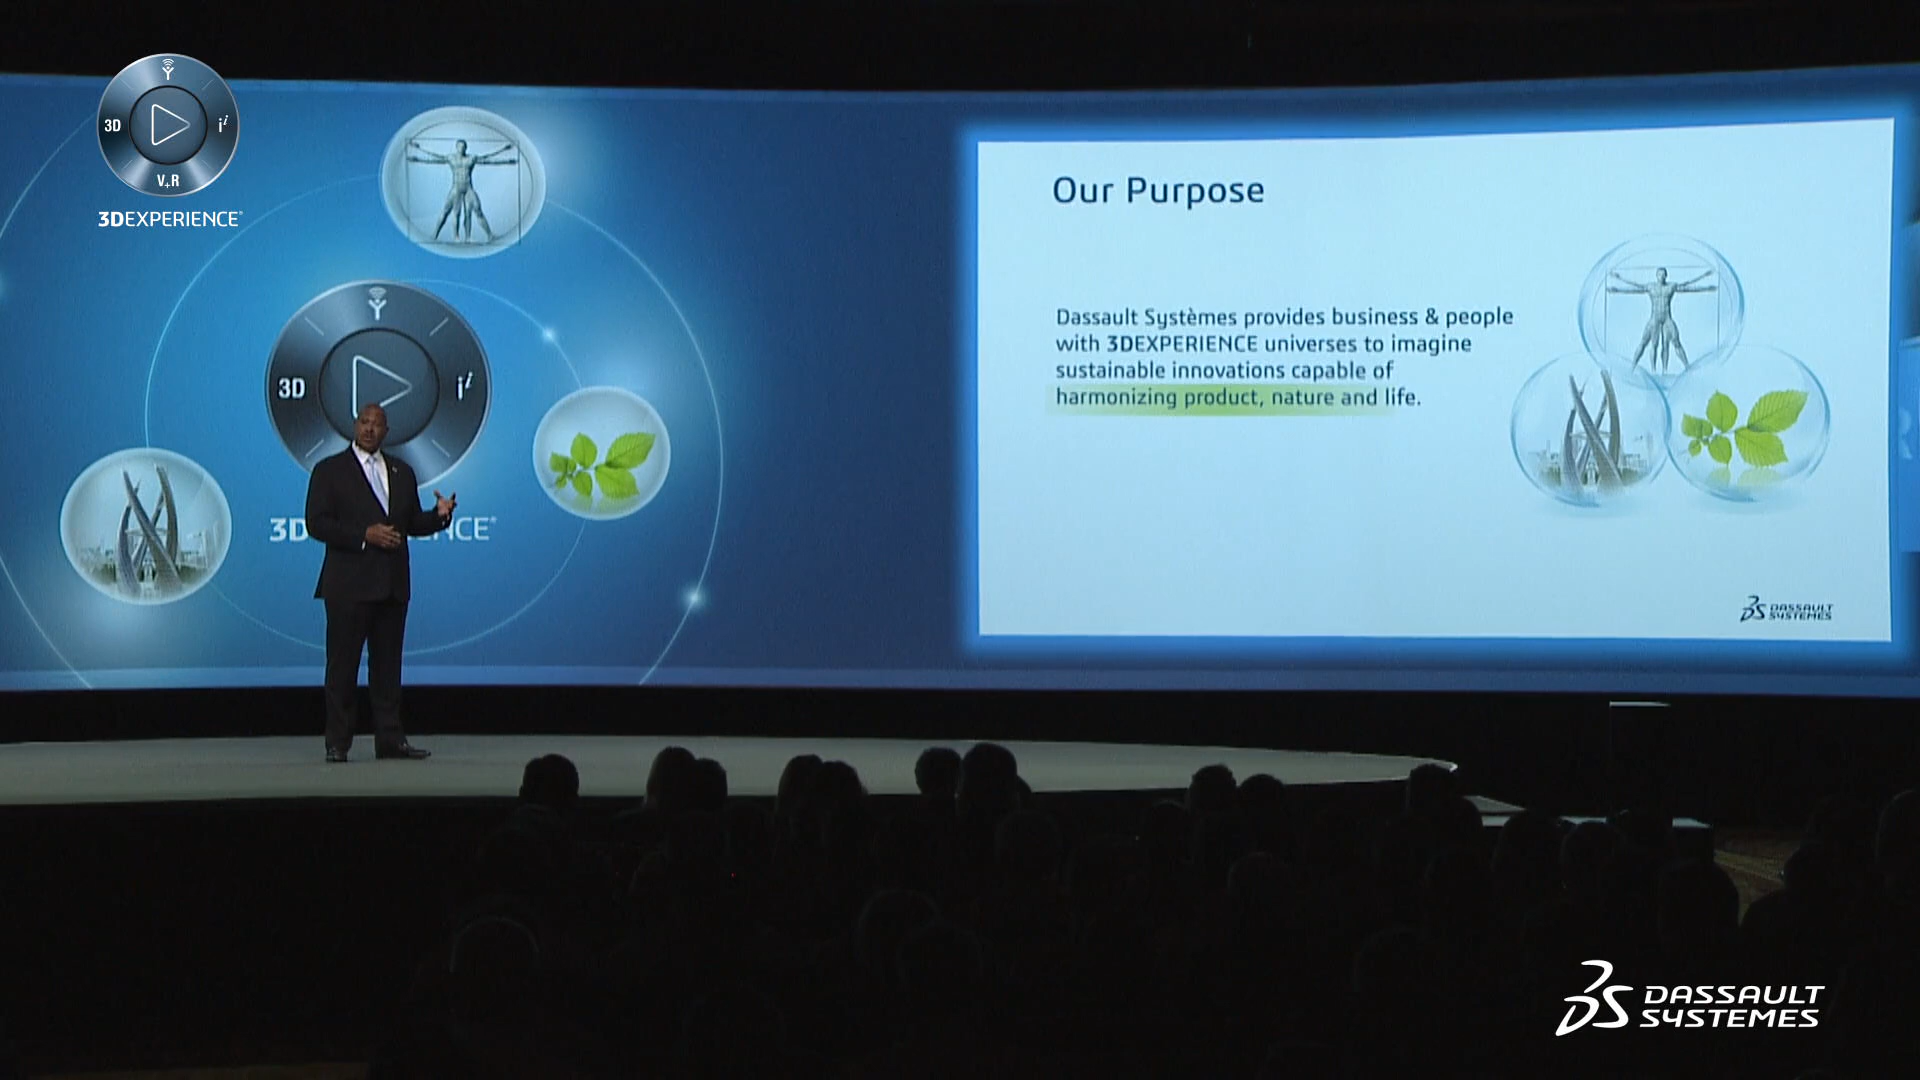 3D
i
V+R
3DEXPERIENCE®
3D
i
3D
NCE®
Our Purpose
Dassault Systèmes provides business & people
with 3DEXPERIENCE universes to imagine
sustainable innovations capable of
harmonizing product, nature and life.
DASSAULT
SYSTEMES
DASSAULT
SYSTEMES